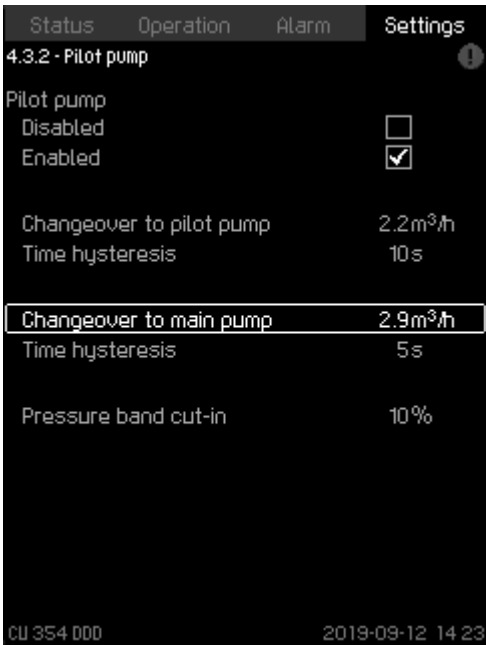 Status Operation Alarm Settings
4.3.2 - Pilot pump
Pilot pump
Disabled
Enabled
Changeover to pilot pump 2.2m³/h
Time hysteresis 10s
Changeover to main pump 2.9m³/h
Time hysteresis 5s
Pressure band cut-in 10%
CU 354 DDD 2019-09-12 14 23